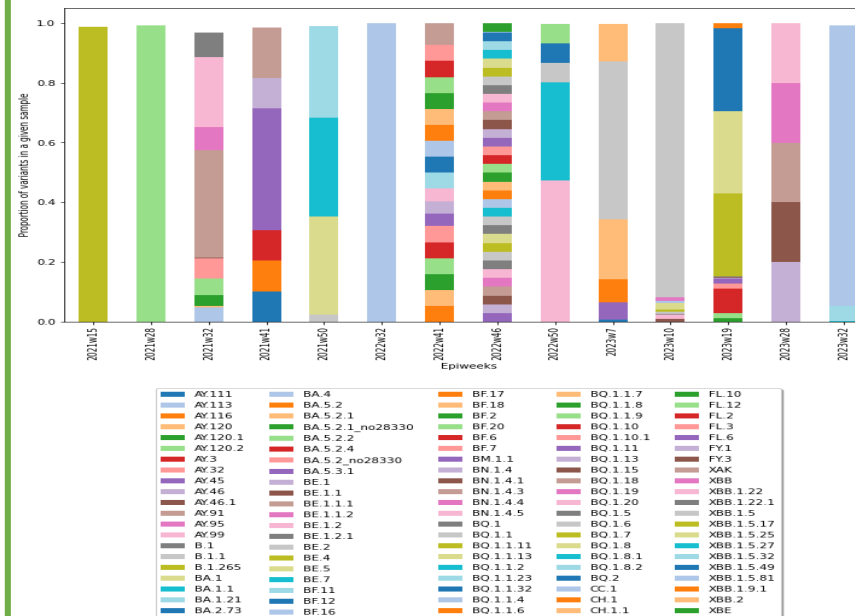 Proportion of variants in a given sample
1.0
0.8
0.6
0.4
0.2
0.0
2021w15
2021w28
2021w32
2021w41
2021w50
2022w32
2022w41
2022w46
2022w50
2023w7
2023w10
2023w19
2023w28
2023w32
Epiweeks
AY.111
AY.113
AY.116
AY.120
AY.120.1
AY.120.2
AY.3
AY.32
AY.45
AY.46
AY.46.1
AY.91
AY.95
AY.99
B.1
B.1.1
B.1.265
BA.1
BA.1.1
BA.1.21
BA.2.73
BA.4
BA.5.2
BA.5.2.1
BA.5.2.1_no28330
BA.5.2.2
BA.5.2.4
BA.5.2_no28330
BA.5.3.1
BE.1
BE.1.1
BE.1.1.1
BE.1.1.2
BE.1.2
BE.1.2.1
BE.2
BE.4
BE.5
BE.7
BF.11
BF.12
BF.16
BF.17
BF.18
BF.2
BF.20
BF.6
BF.7
BM.1.1
BN.1.4
BN.1.4.1
BN.1.4.3
BN.1.4.4
BN.1.4.5
BQ.1
BQ.1.1
BQ.1.1.11
BQ.1.1.13
BQ.1.1.2
BQ.1.1.23
BQ.1.1.32
BQ.1.1.4
BQ.1.1.6
BQ.1.1.7
BQ.1.1.8
BQ.1.1.9
BQ.1.10
BQ.1.10.1
BQ.1.11
BQ.1.13
BQ.1.15
BQ.1.18
BQ.1.19
BQ.1.20
BQ.1.5
BQ.1.6
BQ.1.7
BQ.1.8
BQ.1.8.1
BQ.1.8.2
BQ.2
CC.1
CH.1
CH.1.1
FL.10
FL.12
FL.2
FL.3
FL.6
FY.1
FY.3
XAK
XBB
XBB.1.22
XBB.1.22.1
XBB.1.5
XBB.1.5.17
XBB.1.5.25
XBB.1.5.27
XBB.1.5.32
XBB.1.5.49
XBB.1.5.81
XBB.1.9.1
XBB.2
XBE